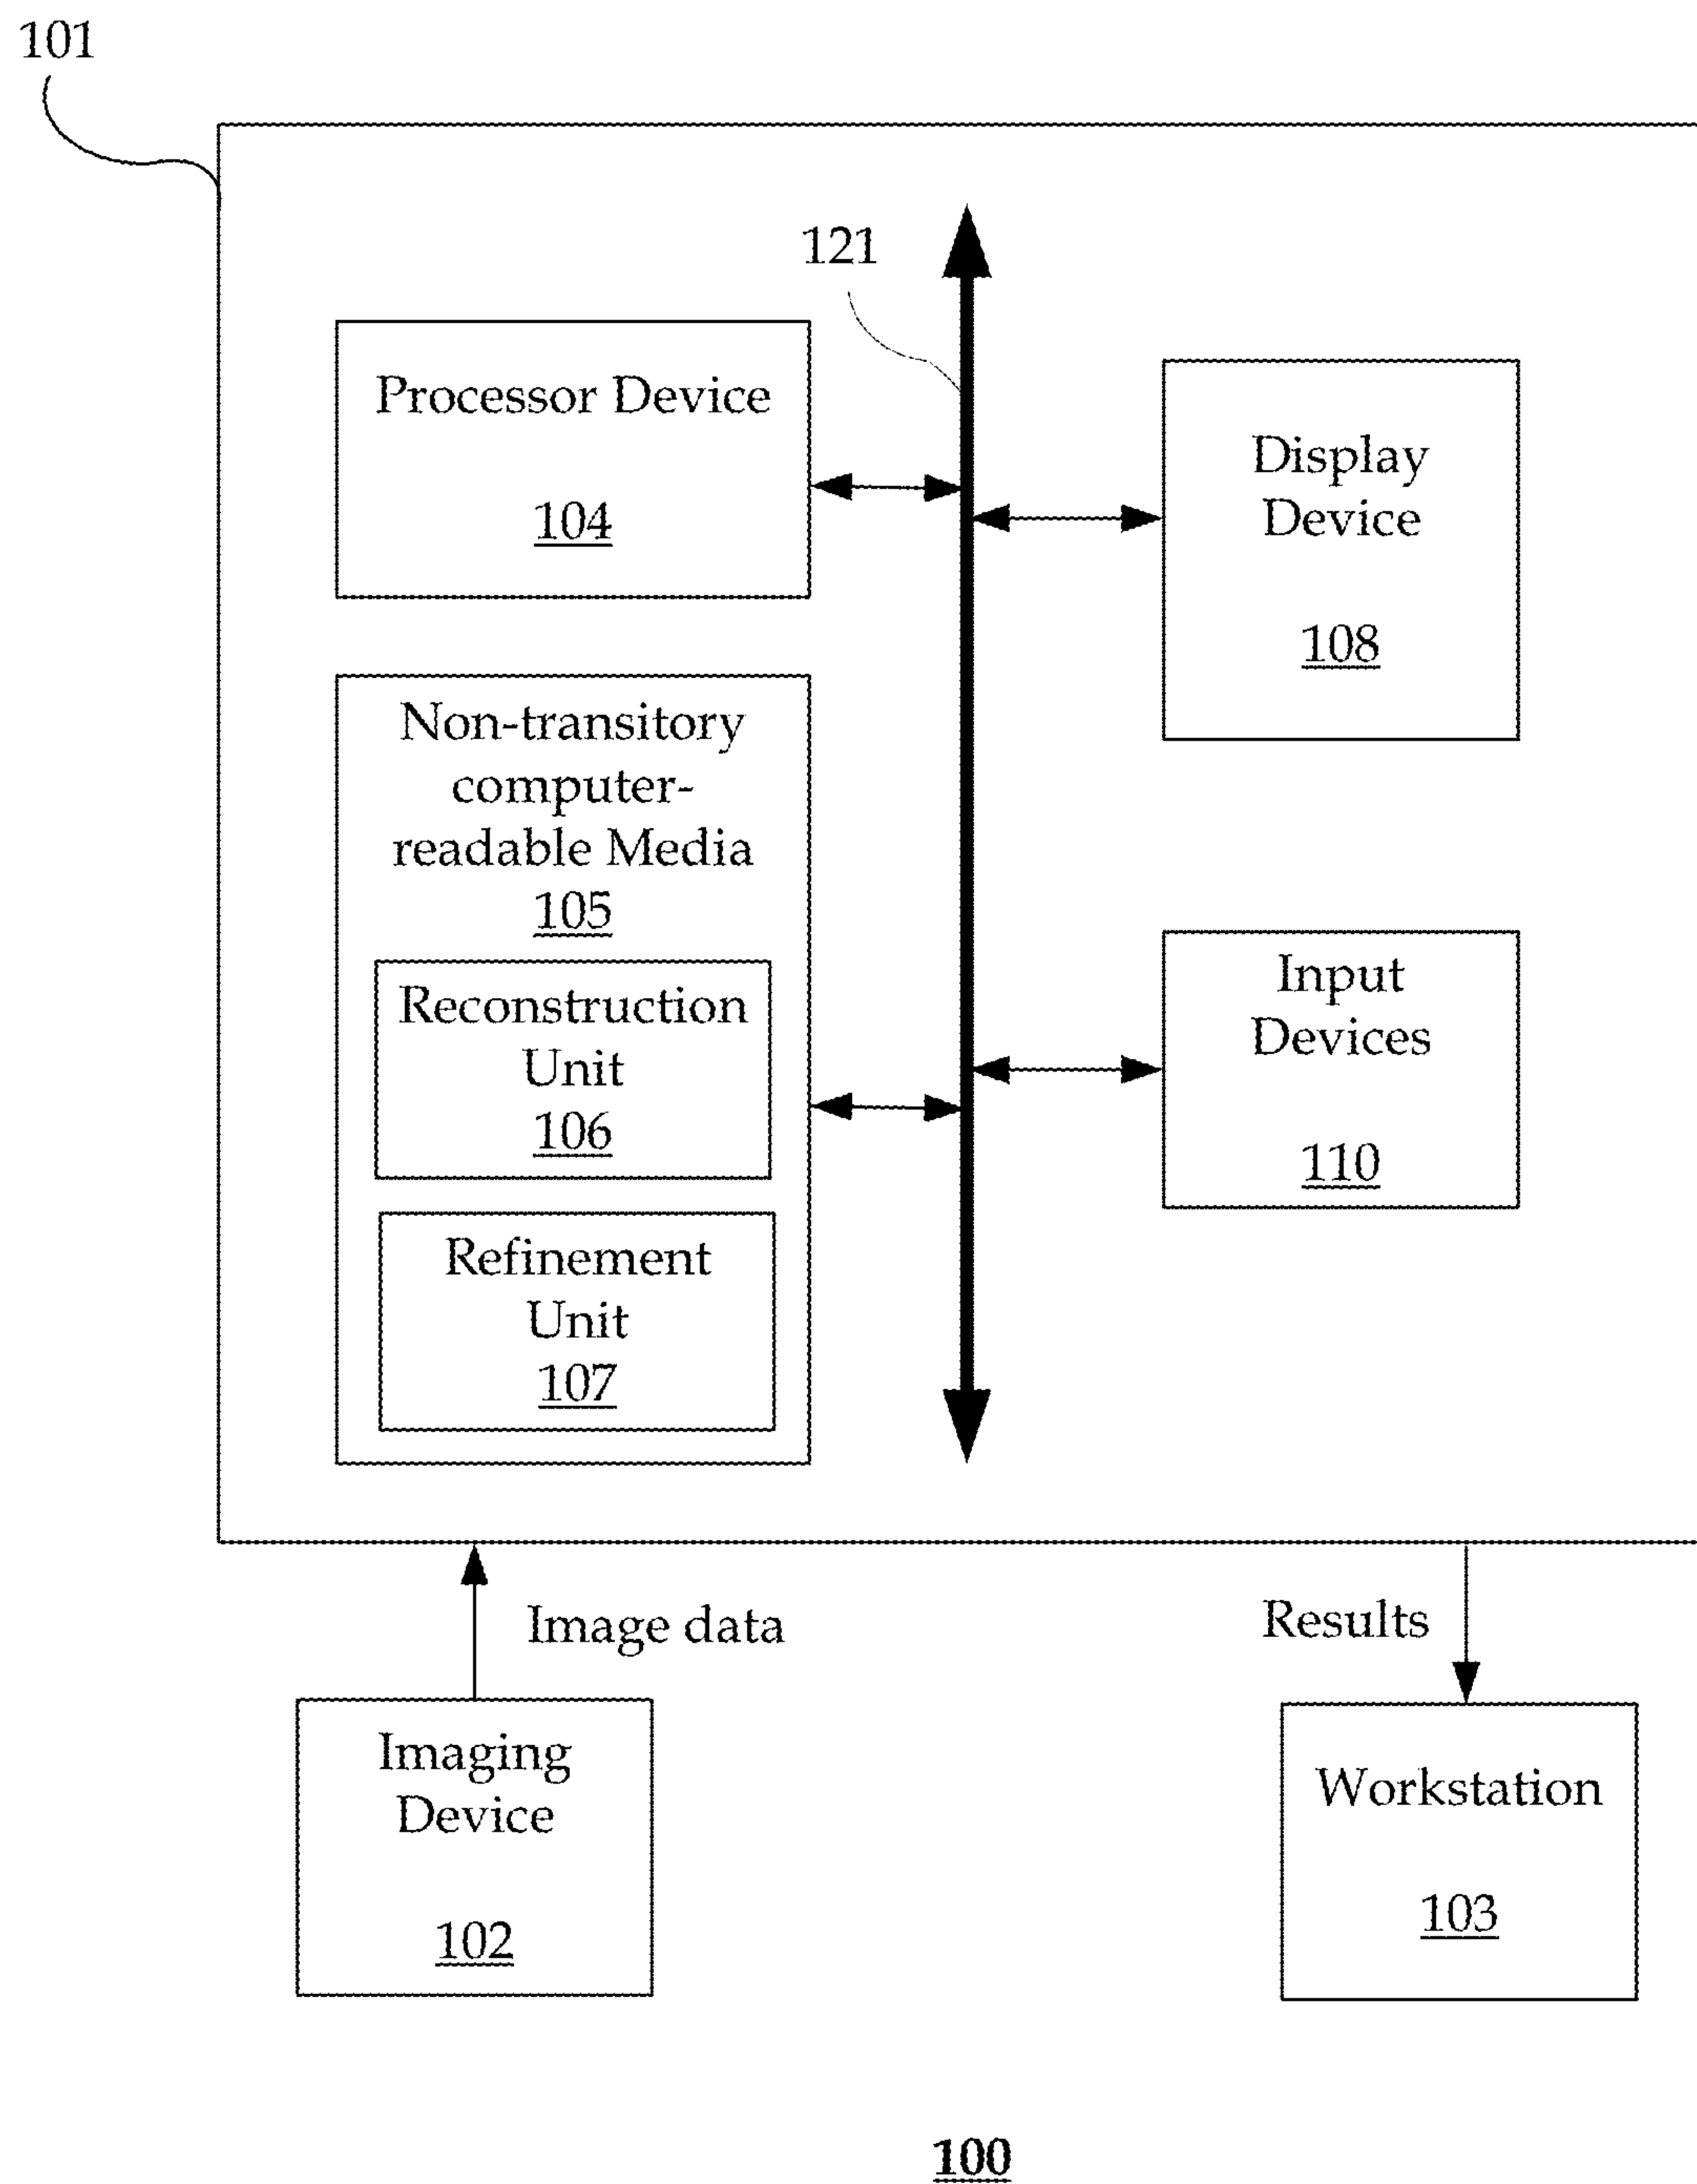 101
121
Processor Device
104
Display
Device
108
Non-transitory
computer-
readable Media
105
Reconstruction
Unit
106
Refinement
Unit
107
Input
Devices
110
Image data
Results
Imaging
Device
102
Workstation
103
100